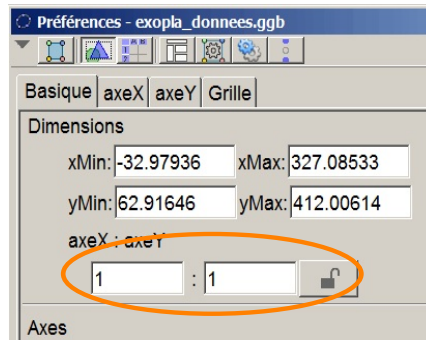 Préférences - exopla_donnees.ggb
Basique axeX axeY Grille
Dimensions
xMin: -32.97936 xMax: 327.08533
yMin: 62.91646 yMax: 412.00614
axeX : axeY
1 : 1
Axes